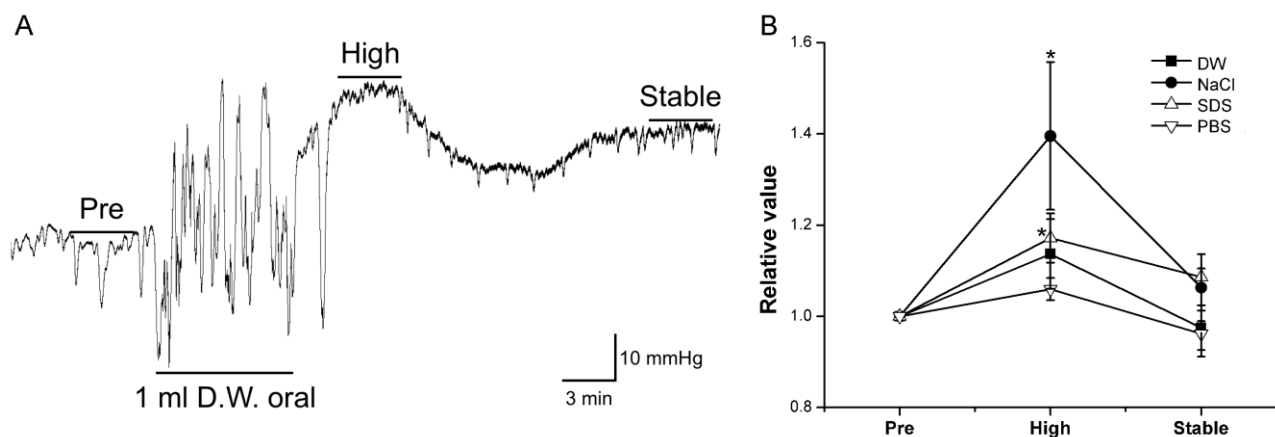 A
High
Stable
Pre
1 ml D.W. oral
10 mmHg
3 min
B
1.6
1.4
1.2
1.0
0.8
Relative value
DW
NaCl
SDS
PBS
*
*
Pre High Stable